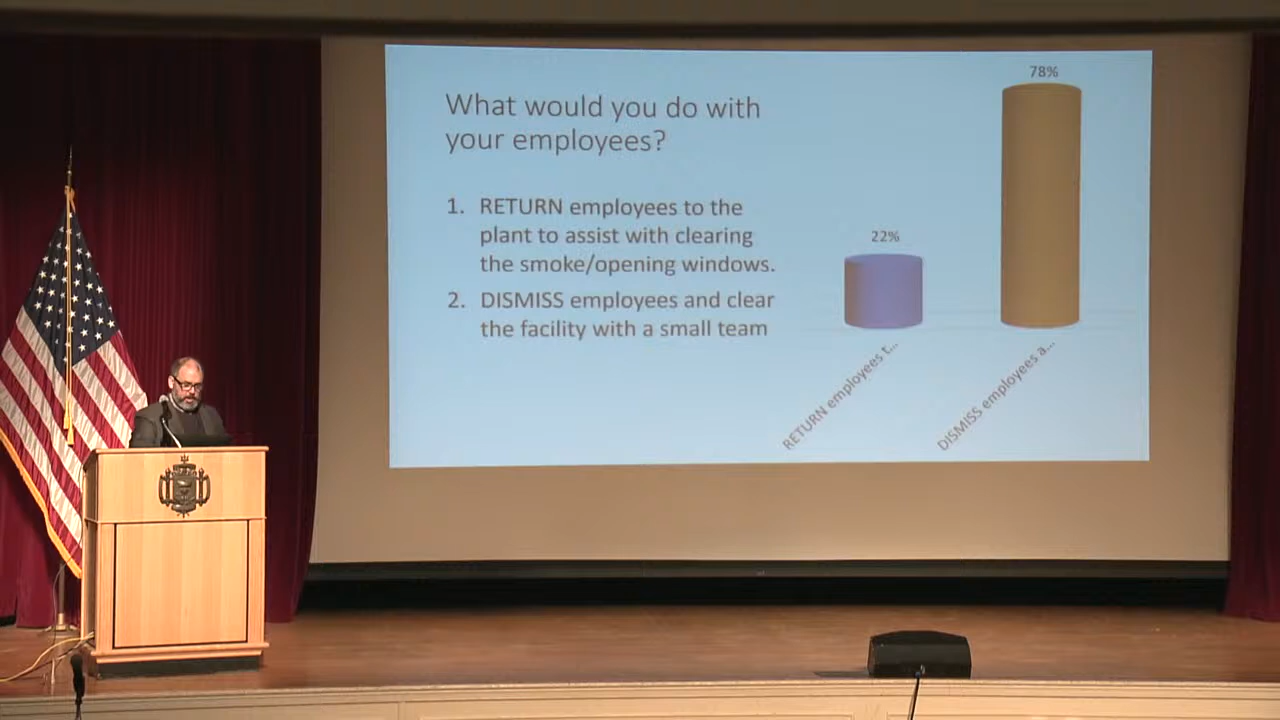 What would you do with
your employees?
1. RETURN employees to the
plant to assist with clearing
the smoke/opening windows.
2. DISMISS employees and clear
the facility with a small team
22%
78%
RETURN employees t...
DISMISS employees a...